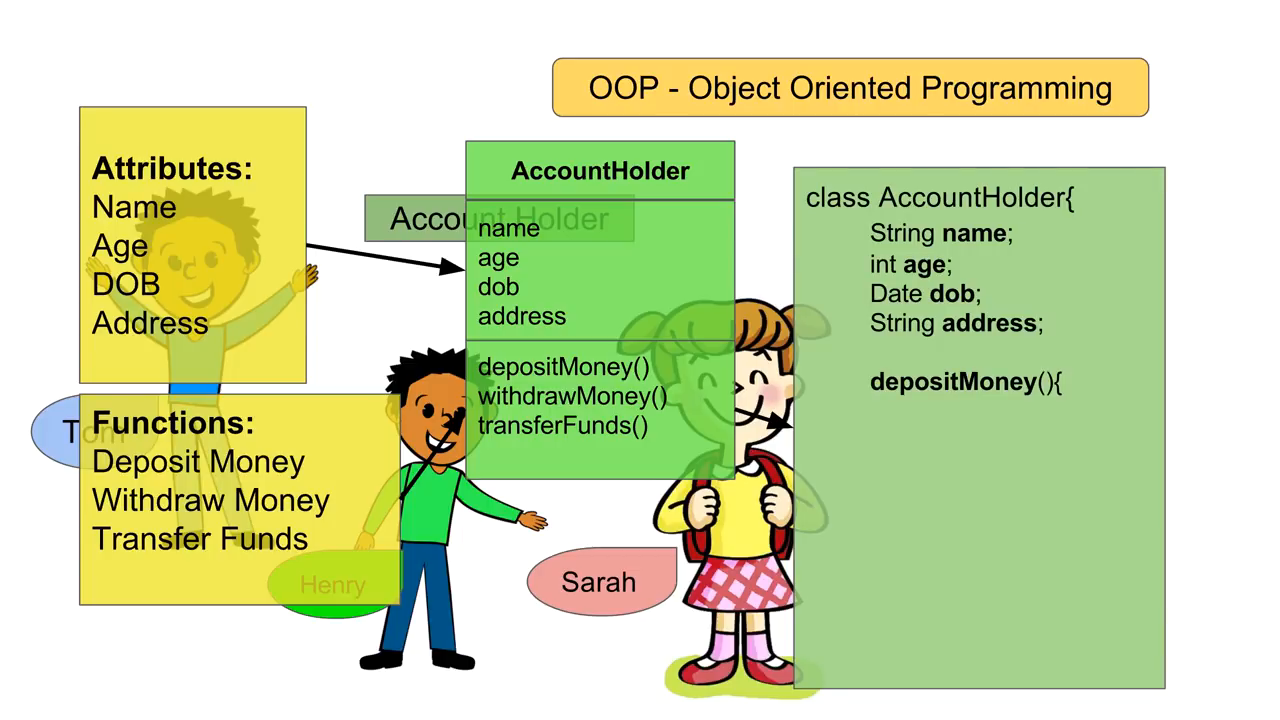 OOP - Object Oriented Programming
Attributes:
Name
Age
DOB
Address
Tom
Functions:
Deposit Money
Withdraw Money
Transfer Funds
Henry
Account Holder
AccountHolder
name
age
dob
address
depositMoney()
withdrawMoney()
transferFunds()
Sarah
class AccountHolder{
String name;
int age;
Date dob;
String address;
depositMoney(){